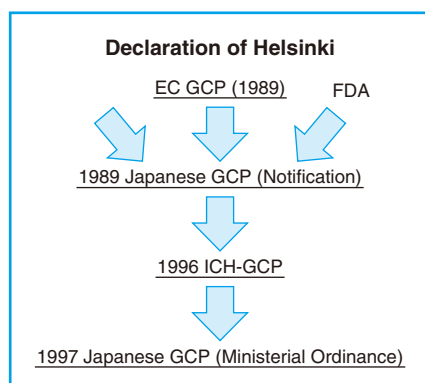 Declaration of Helsinki
EC GCP (1989) FDA
1989 Japanese GCP (Notification)
1996 ICH-GCP
1997 Japanese GCP (Ministerial Ordinance)